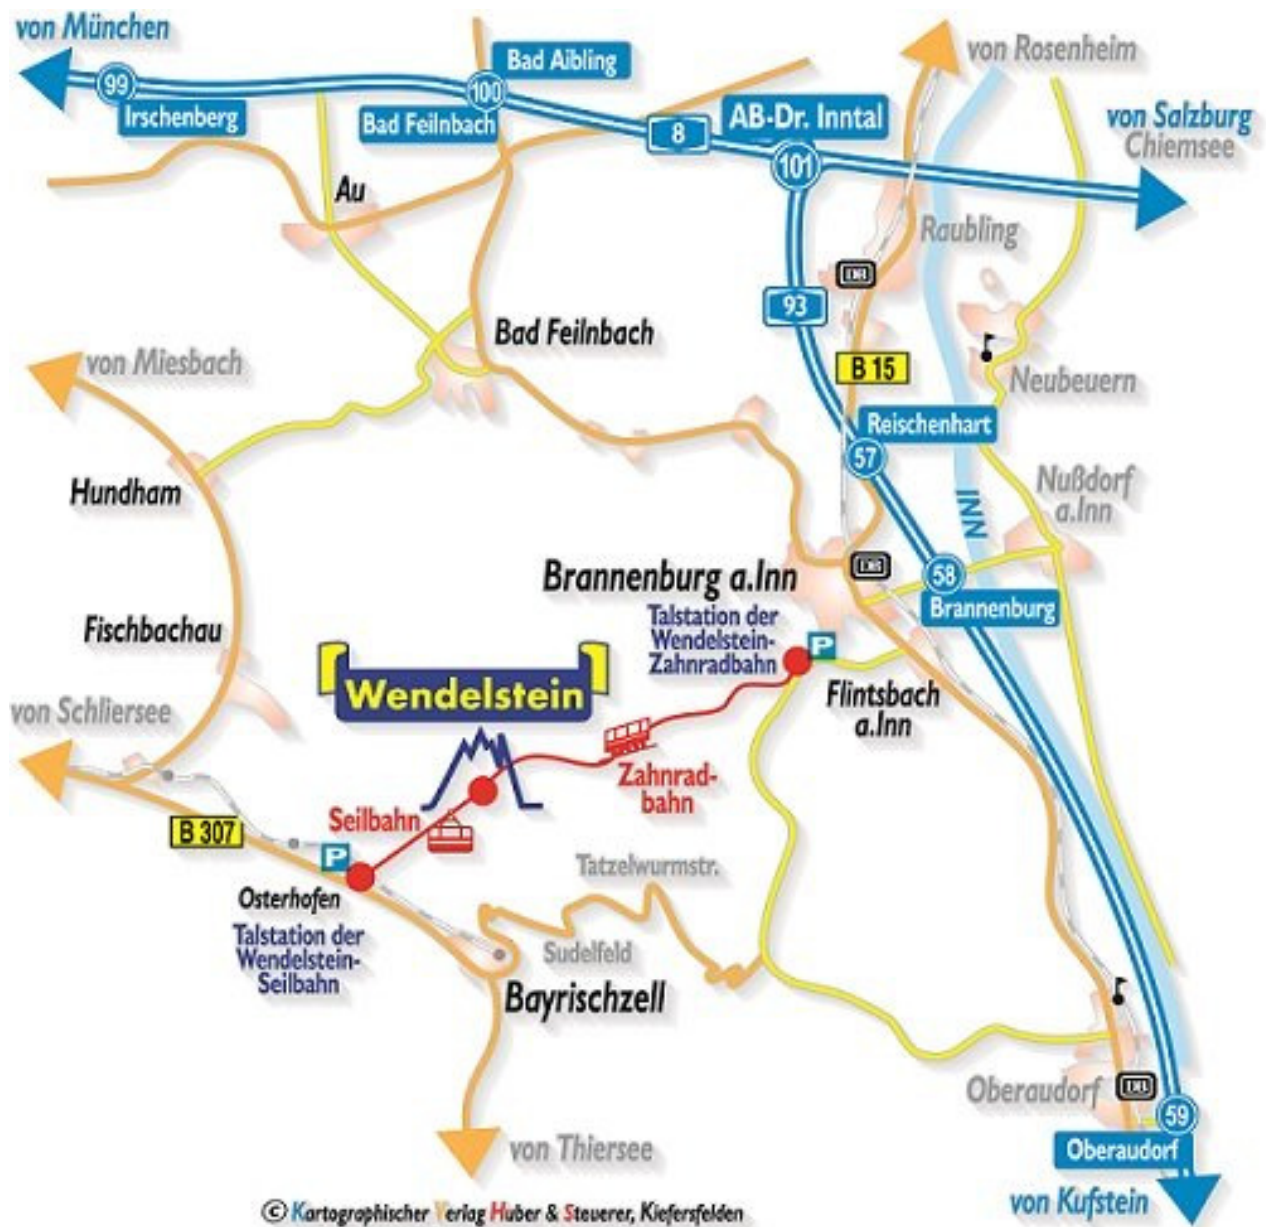 von München
Bad Aibling
von Rosenheim
99
100
Irschenberg
Bad Feilnbach
8
AB-Dr. Inntal
von Salzburg
Chiemsee
101
Au
Raubling
DB
93
Bad Feilnbach
von Miesbach
B 15
Neubeuern
Reischenhart
57
Hundham
Nußdorf
a.Inn
INN
DB
Brannenburg a.Inn
58
Brannenburg
Talstation der
Wendelstein-
Zahnradbahn
P
Fischbachau
Wendelstein
Flintsbach
a.Inn
von Schliersee
Zahnrad-
bahn
Seilbahn
B 307
P
Tatzelwurmstr.
Osterhofen
Talstation der
Wendelstein-
Seilbahn
Sudelfeld
Bayrischzell
Oberaudorf
DB
59
Oberaudorf
von Thiersee
von Kufstein
© Kartographischer Verlag Huber & Steuerer, Kiefersfelden